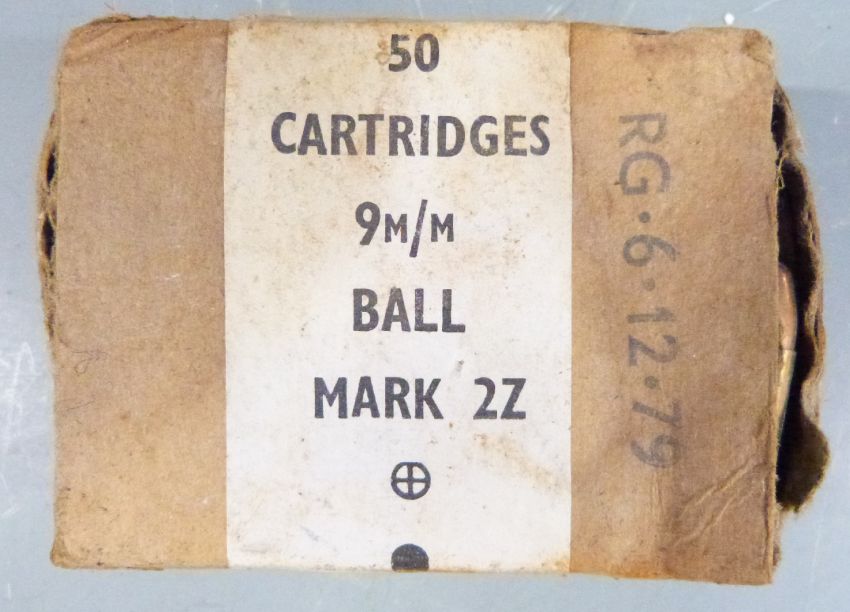 50
CARTRIDGES
9M/M
BALL
MARK 2Z
RG·6·12·79